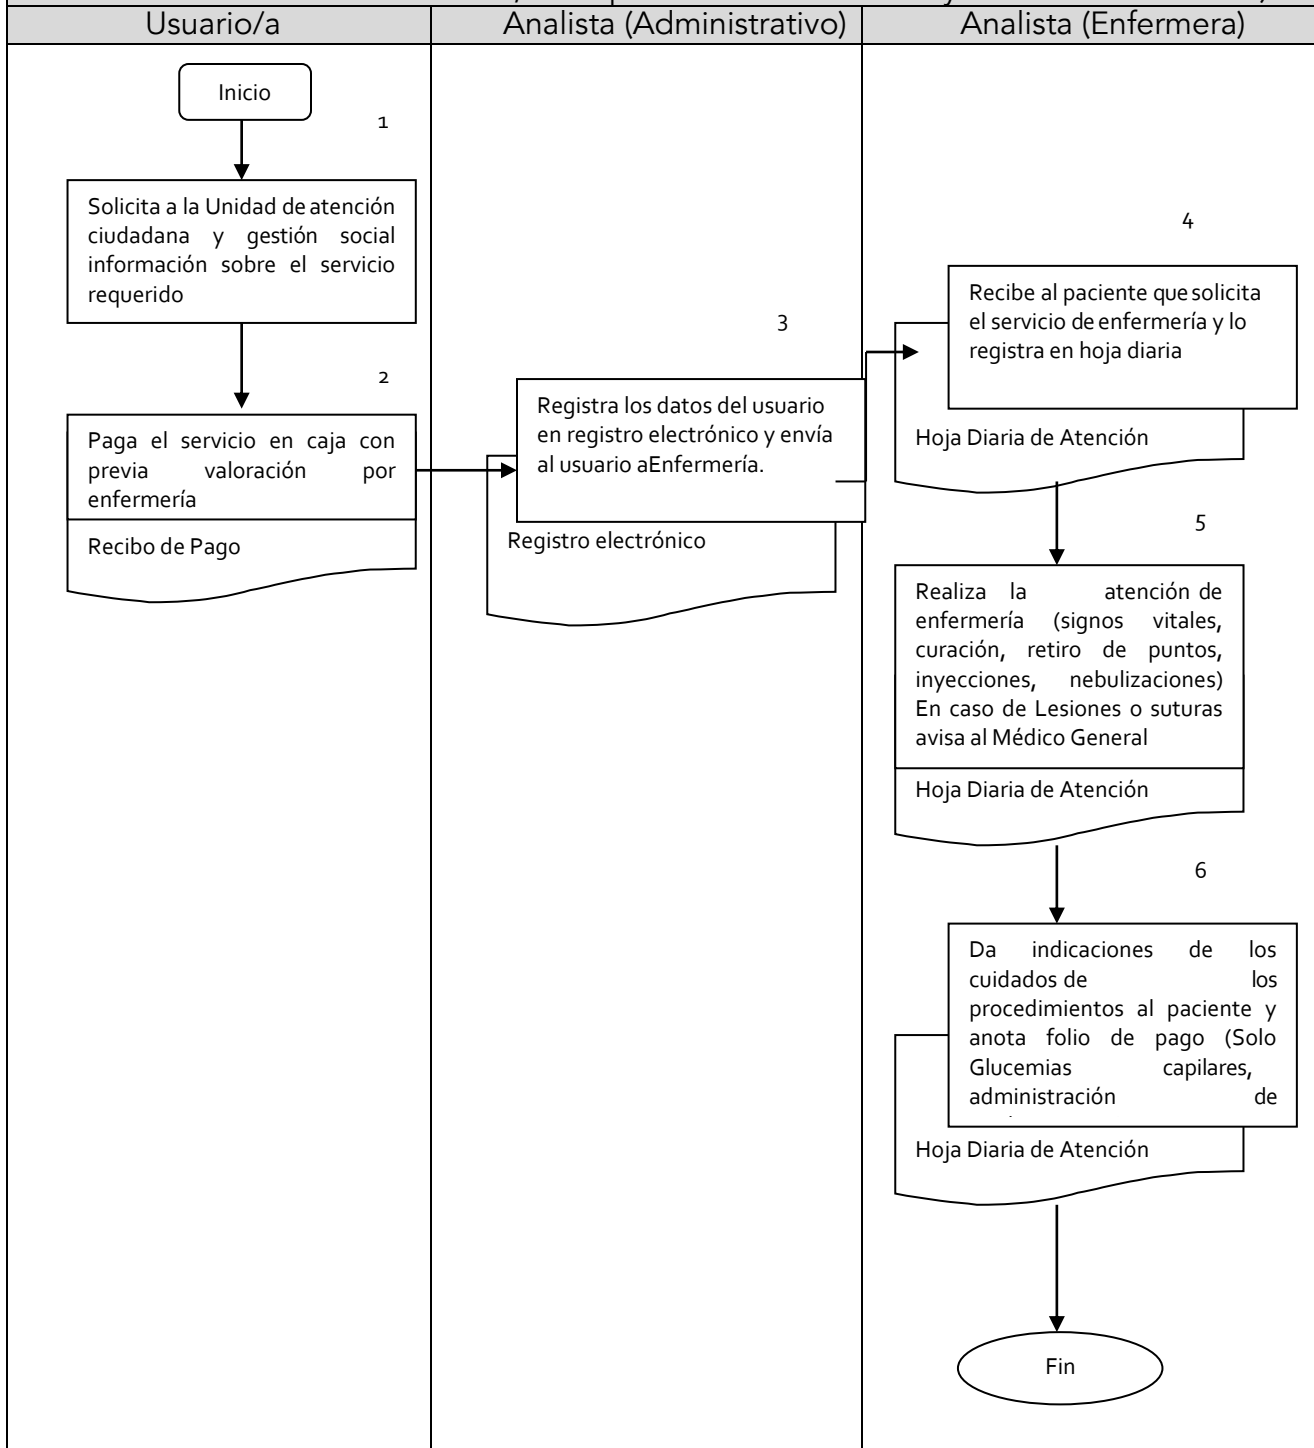 Usuario/a
Analista (Administrativo)
Analista (Enfermera)
Inicio
1
Solicita a la Unidad de atención
ciudadana y gestión social
información sobre el servicio
requerido
2
Paga el servicio en caja con
previa valoración por
enfermería
Recibo de Pago
3
Registra los datos del usuario
en registro electrónico y envía
al usuario aEnfermería.
Registro electrónico
4
Recibe al paciente que solicita
el servicio de enfermería y lo
registra en hoja diaria
Hoja Diaria de Atención
5
Realiza la atención de
enfermería (signos vitales,
curación, retiro de puntos,
inyecciones, nebulizaciones)
En caso de Lesiones o suturas
avisa al Médico General
Hoja Diaria de Atención
6
Da indicaciones de los
cuidados de los
procedimientos al paciente y
anota folio de pago (Solo
Glucemias capilares,
administración de
Hoja Diaria de Atención
Fin